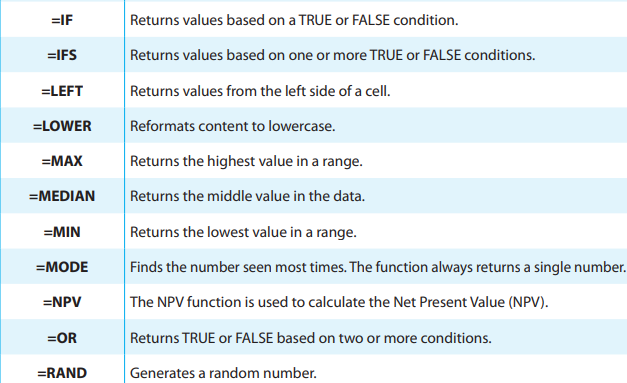 =IF Returns values based on a TRUE or FALSE condition.
=IFS Returns values based on one or more TRUE or FALSE conditions.
=LEFT Returns values from the left side of a cell.
=LOWER Reformats content to lowercase.
=MAX Returns the highest value in a range.
=MEDIAN Returns the middle value in the data.
=MIN Returns the lowest value in a range.
=MODE Finds the number seen most times. The function always returns a single number.
=NPV The NPV function is used to calculate the Net Present Value (NPV).
=OR Returns TRUE or FALSE based on two or more conditions.
=RAND Generates a random number.